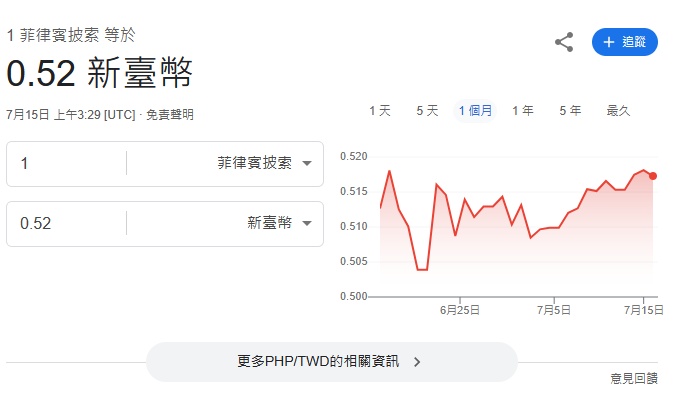 1 菲律賓披索 等於
追蹤
0.52 新臺幣
7月15日 上午3:29 [UTC] · 免責聲明
1 天 5 天 1 個月 1 年 5 年 最久
1 菲律賓披索
0.52 新臺幣
0.520
0.515
0.510
0.505
0.500
6月25日 7月5日 7月15日
更多PHP/TWD的相關資訊
意見回饋